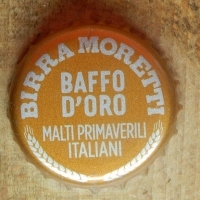 BIRRA MORETTI
BAFFO
D'ORO
MALTI PRIMAVERILI
ITALIANI